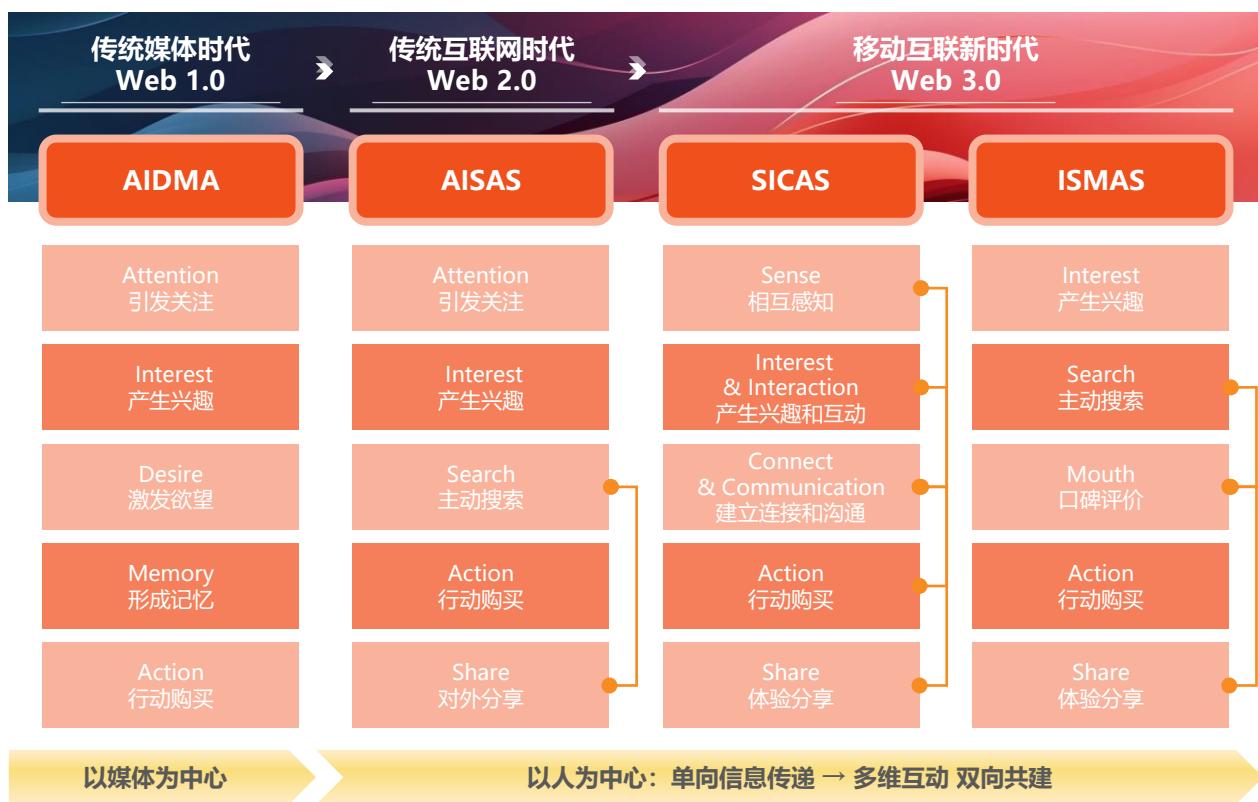 传统媒体时代
Web 1.0
传统互联网时代
Web 2.0
移动互联新时代
Web 3.0
AIDMA
Attention
引发关注
Interest
产生兴趣
Desire
激发欲望
Memory
形成记忆
Action
行动购买
AISAS
Attention
引发关注
Interest
产生兴趣
Search
主动搜索
Action
行动购买
Share
对外分享
SICAS
Sense
相互感知
Interest
& Interaction
产生兴趣和互动
Connect
& Communication
建立连接和沟通
Action
行动购买
Share
体验分享
ISMAS
Interest
产生兴趣
Search
主动搜索
Mouth
口碑评价
Action
行动购买
Share
体验分享
以媒体为中心
以人为中心：单向信息传递 → 多维互动 双向共建